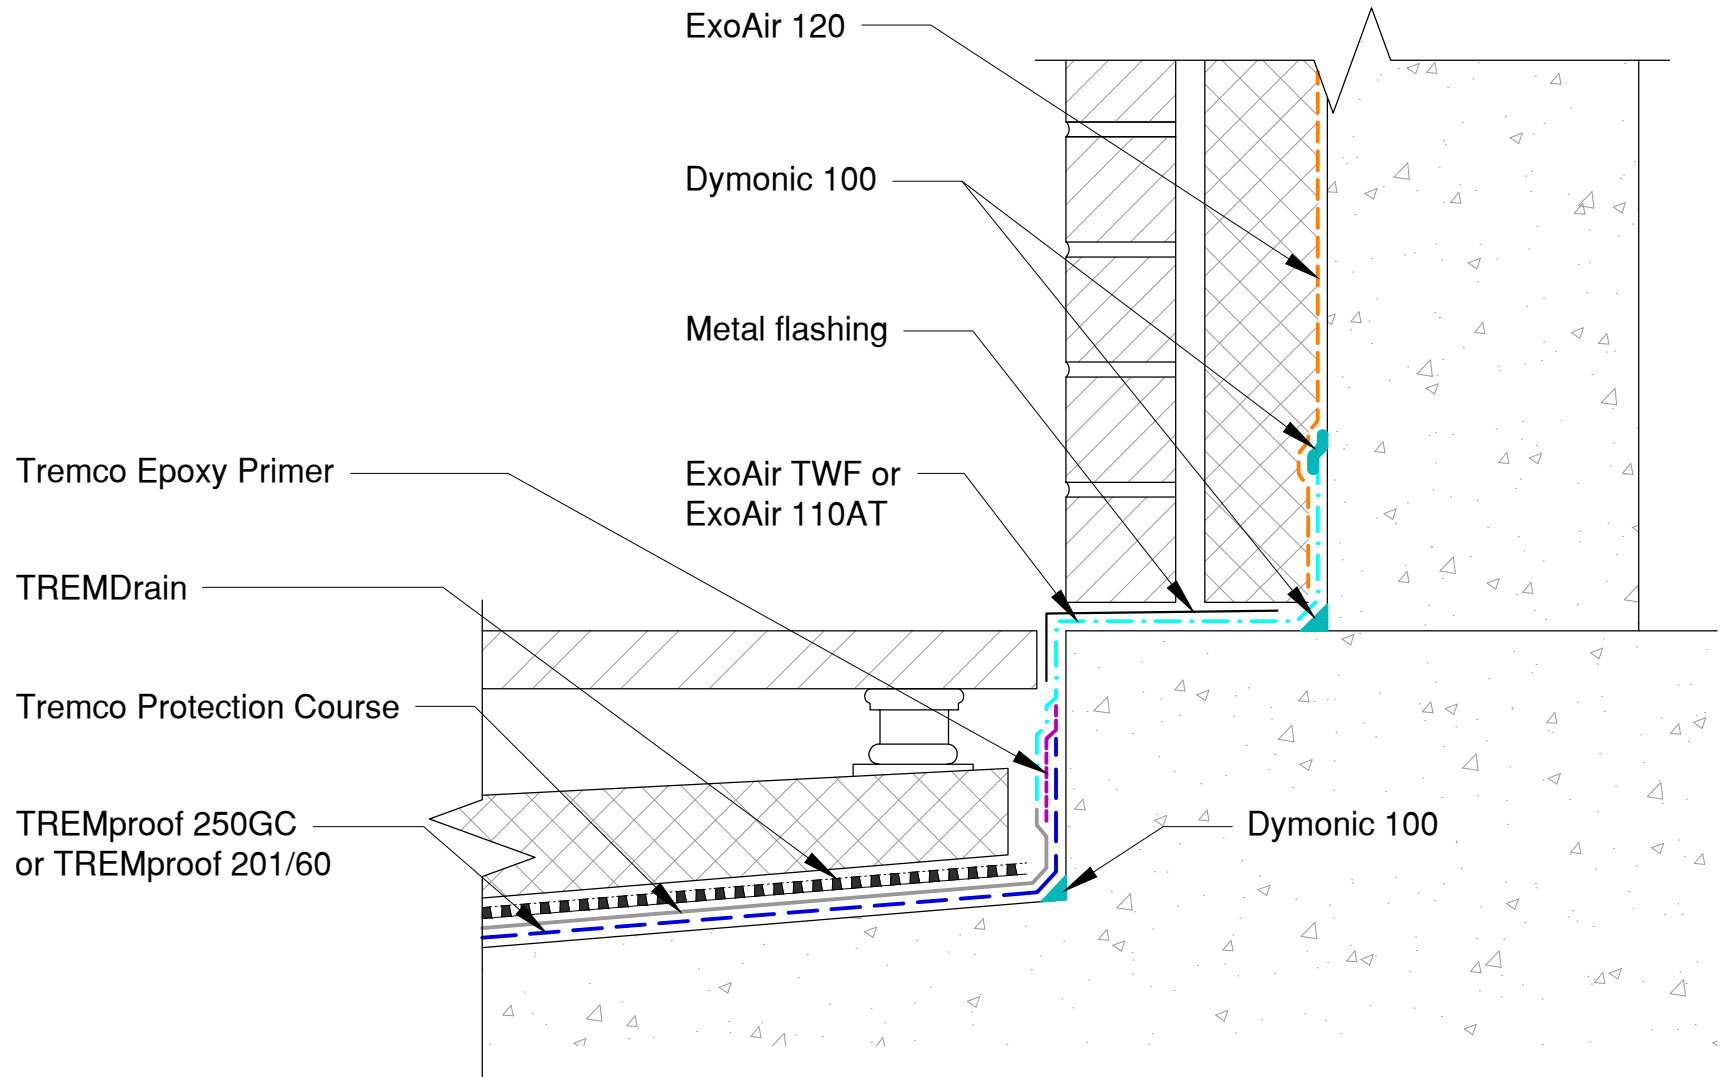 ExoAir 120
Dymonic 100
Metal flashing
Tremco Epoxy Primer
ExoAir TWF or
ExoAir 110AT
TREMDrain
Tremco Protection Course
TREMproof 250GC
or TREMproof 201/60
Dymonic 100